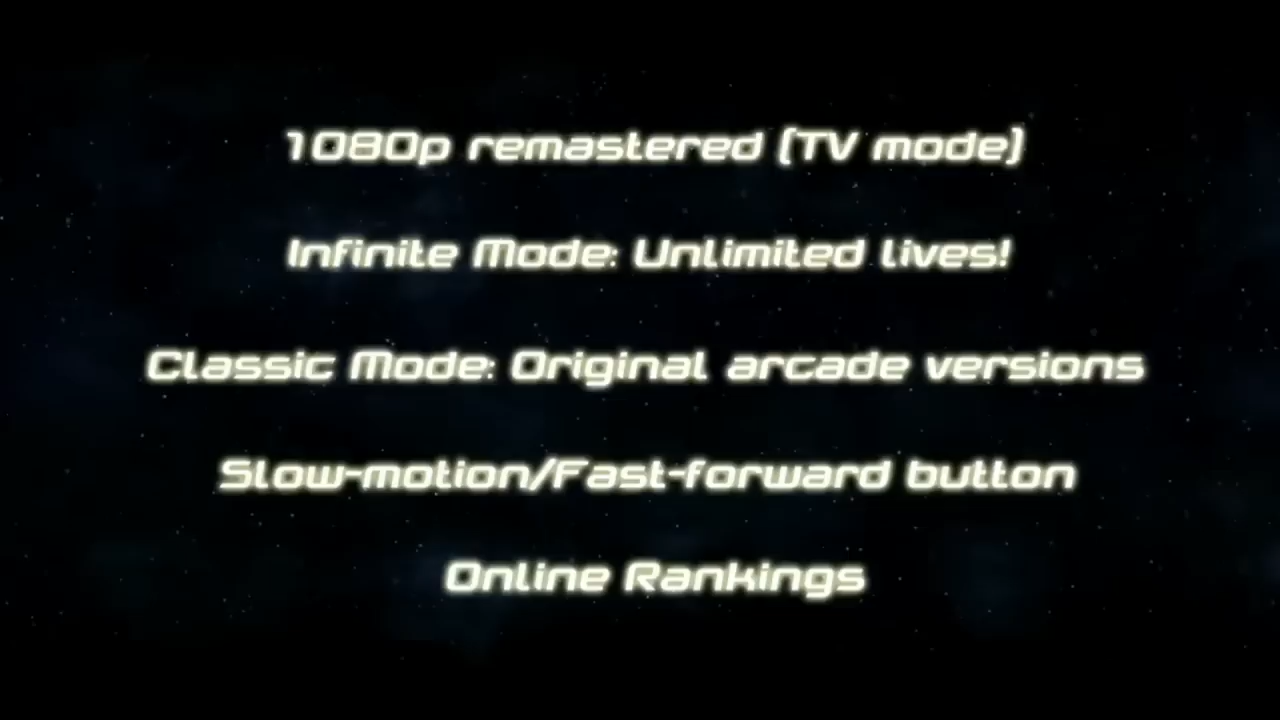 1080p remastered (TV mode)
Infinite Mode: Unlimited lives!
Classic Mode: Original arcade versions
Slow-motion/Fast-forward button
Online Rankings